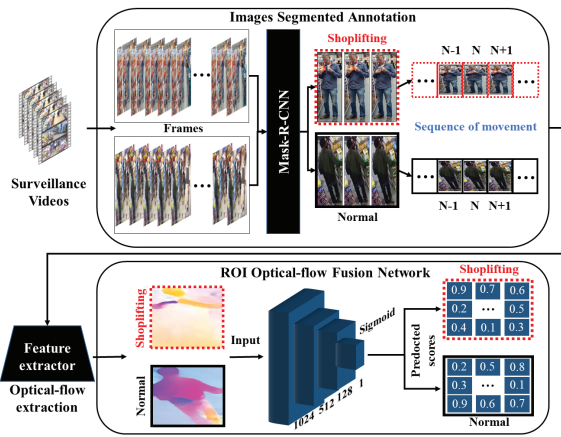 Images Segmented Annotation
Shoplifting
N-1 N N+1
Frames
Mask-R-CNN
Sequence of movement
Surveillance
Videos
Normal
N-1 N N+1
ROI Optical-flow Fusion Network
Shoplifting
Shoplifting
Sigmoid
0.9 0.7 0.6
0.2 ... 0.5
0.4 0.1 0.3
Feature
extractor
Input
Predocted
scores
Optical-flow
extraction
Normal
1024 512 128 1
0.2 0.5 0.8
0.3 ... 0.1
0.9 0.6 0.7
Normal